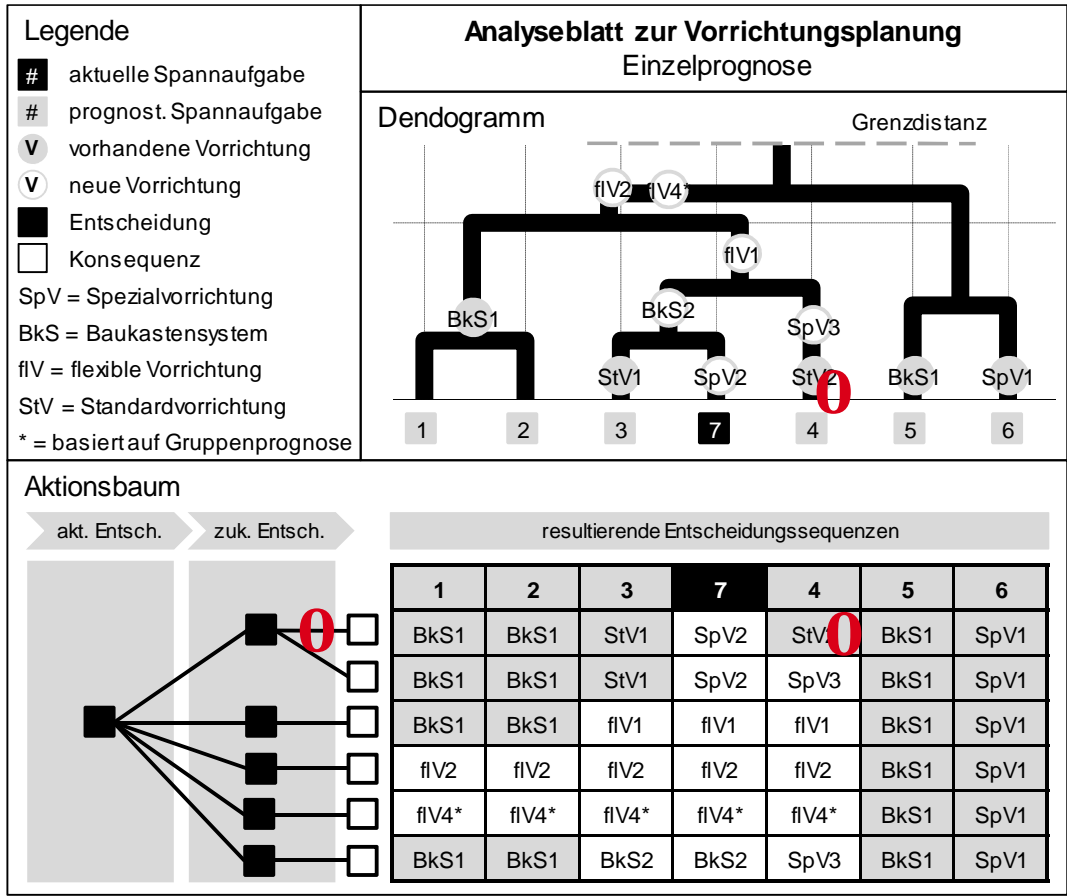 Legende
# aktuelle Spannaufgabe
# prognost. Spannaufgabe
V vorhandene Vorrichtung
V neue Vorrichtung
Entscheidung
Konsequenz
SpV = Spezialvorrichtung
BkS = Baukastensystem
flV = flexible Vorrichtung
StV = Standardvorrichtung
* = basiert auf Gruppenprognose
Analyseblatt zur Vorrichtungsplanung
Einzelprognose
Dendogramm
Grenzdistanz
flV2 flV4*
flV1
BkS1 BkS2 SpV3
StV1 SpV2 StV2 BkS1 SpV1
0
1 2 3 7 4 5 6
Aktionsbaum
akt. Entsch. zuk. Entsch. resultierende Entscheidungssequenzen
1 2 3 7 4 5 6
0 BkS1 BkS1 StV1 SpV2 StV2 0 BkS1 SpV1
BkS1 BkS1 StV1 SpV2 SpV3 BkS1 SpV1
BkS1 BkS1 flV1 flV1 flV1 BkS1 SpV1
flV2 flV2 flV2 flV2 flV2 BkS1 SpV1
flV4* flV4* flV4* flV4* flV4* BkS1 SpV1
BkS1 BkS1 BkS2 BkS2 SpV3 BkS1 SpV1